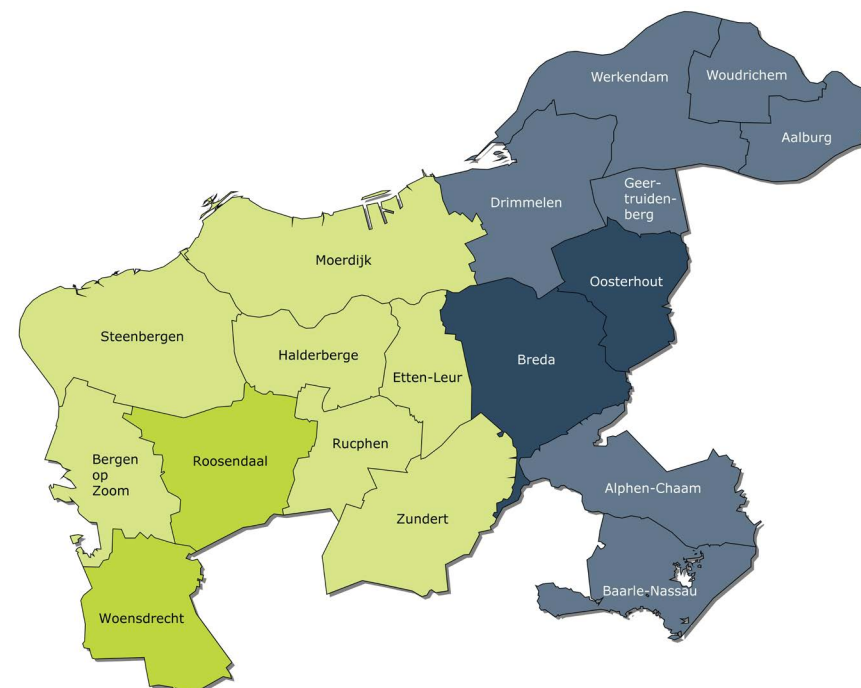 Werkendam
Woudrichem
Aalburg
Drimmelen
Geer-
truiden-
berg
Moerdijk
Oosterhout
Steenbergen
Halderberge
Breda
Etten-Leur
Rucphen
Roosendaal
Bergen
op
Zoom
Alphen-Chaam
Zundert
Baarle-Nassau
Woensdrecht